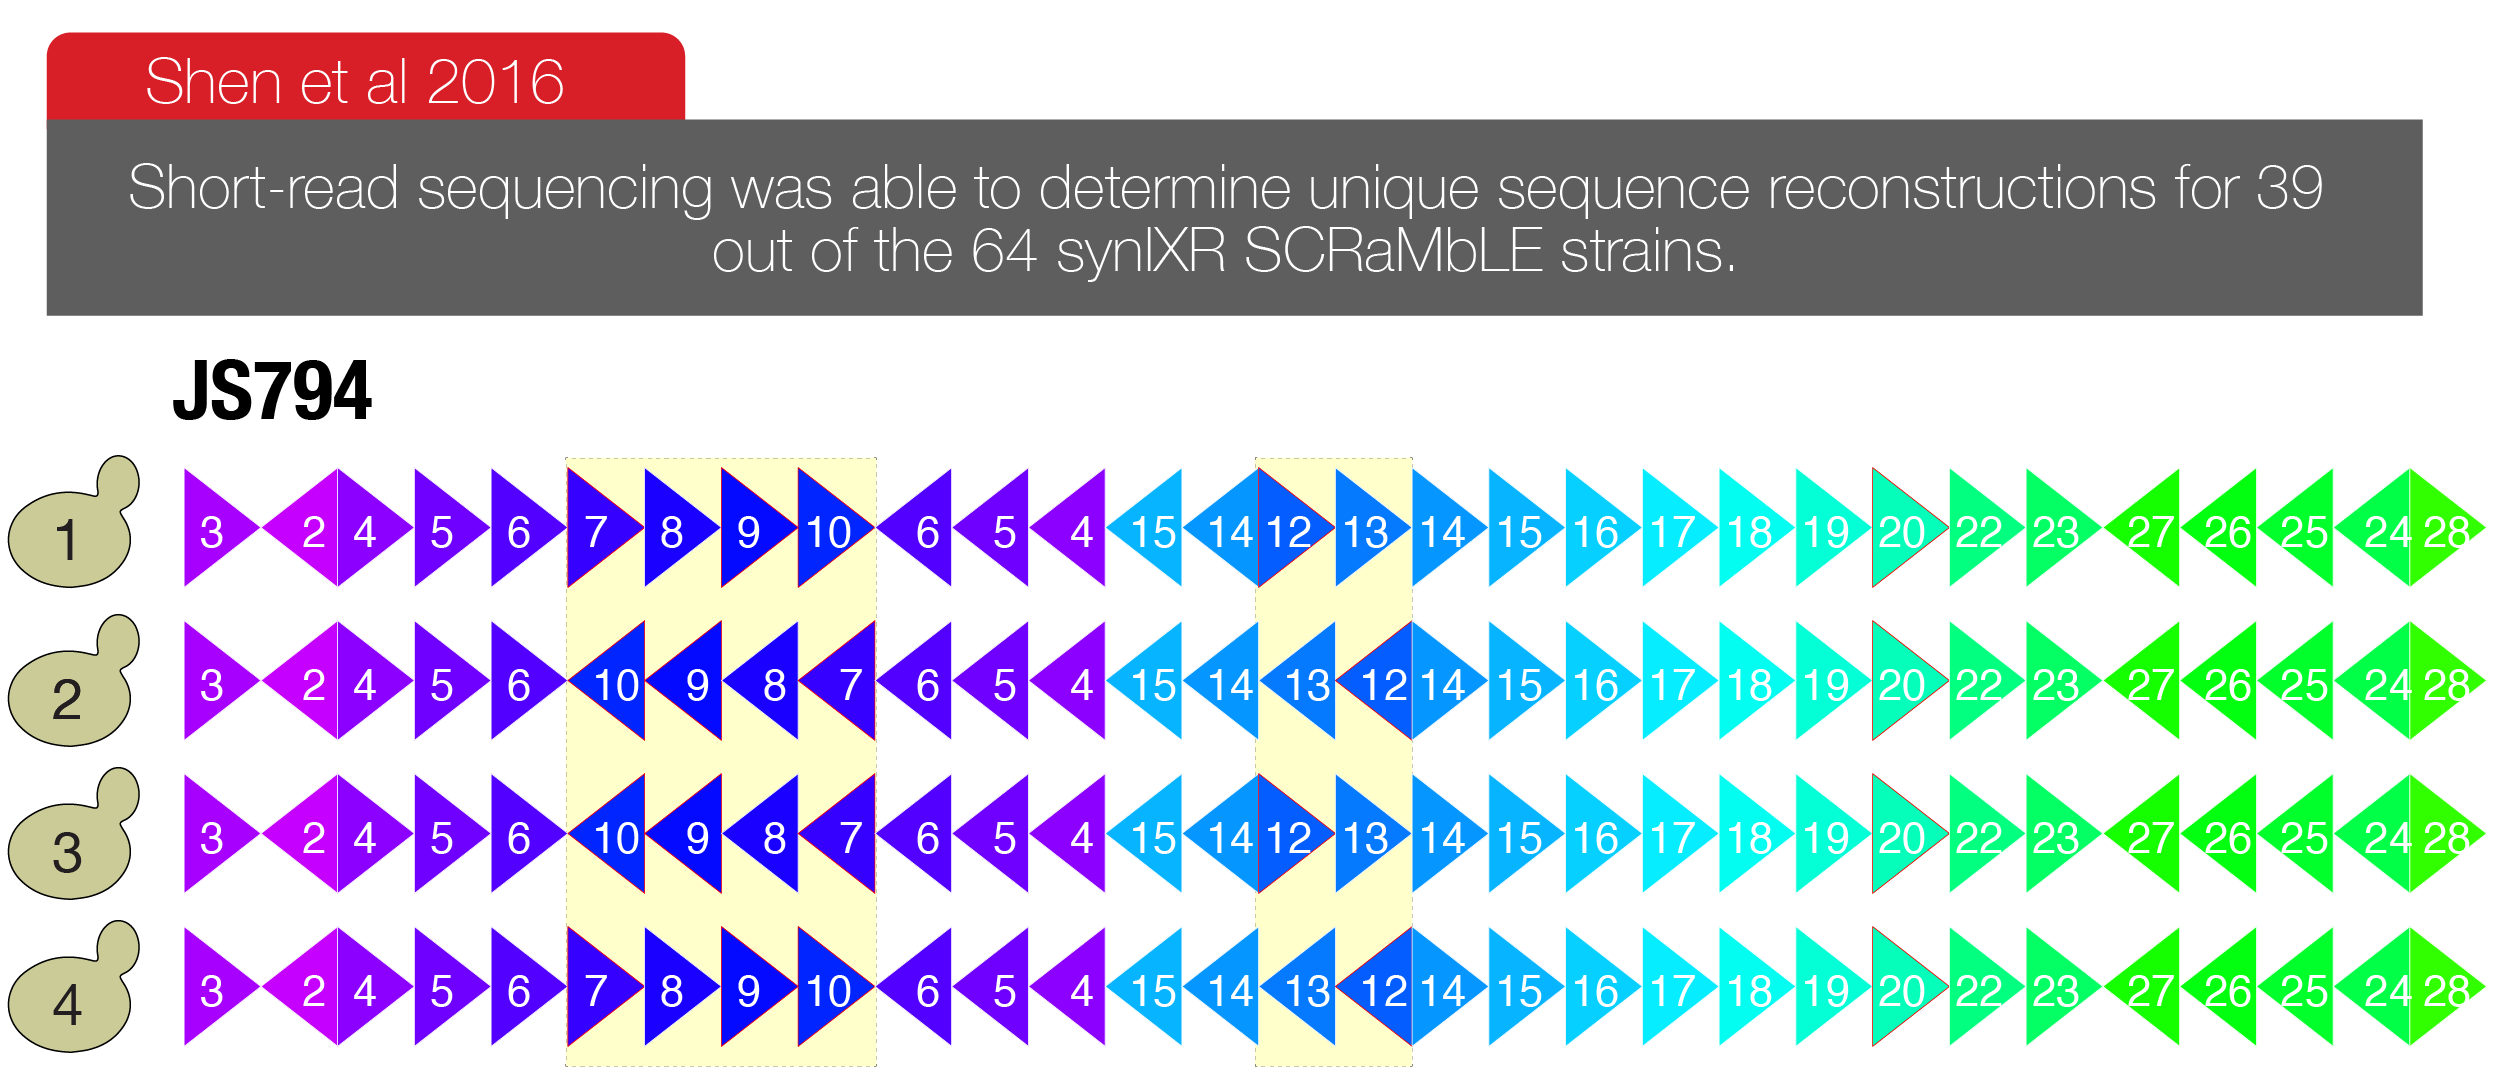 Shen et al 2016
Short-read sequencing was able to determine unique sequence reconstructions for 39
out of the 64 synIXR SCRaMbLE strains.
JS794
1 3 2 4 5 6 7 8 9 10 6 5 4 15 14 12 13 14 15 16 17 18 19 20 22 23 27 26 25 24 28
2 3 2 4 5 6 10 9 8 7 6 5 4 15 14 13 12 14 15 16 17 18 19 20 22 23 27 26 25 24 28
3 3 2 4 5 6 10 9 8 7 6 5 4 15 14 12 13 14 15 16 17 18 19 20 22 23 27 26 25 24 28
4 3 2 4 5 6 7 8 9 10 6 5 4 15 14 13 12 14 15 16 17 18 19 20 22 23 27 26 25 24 28